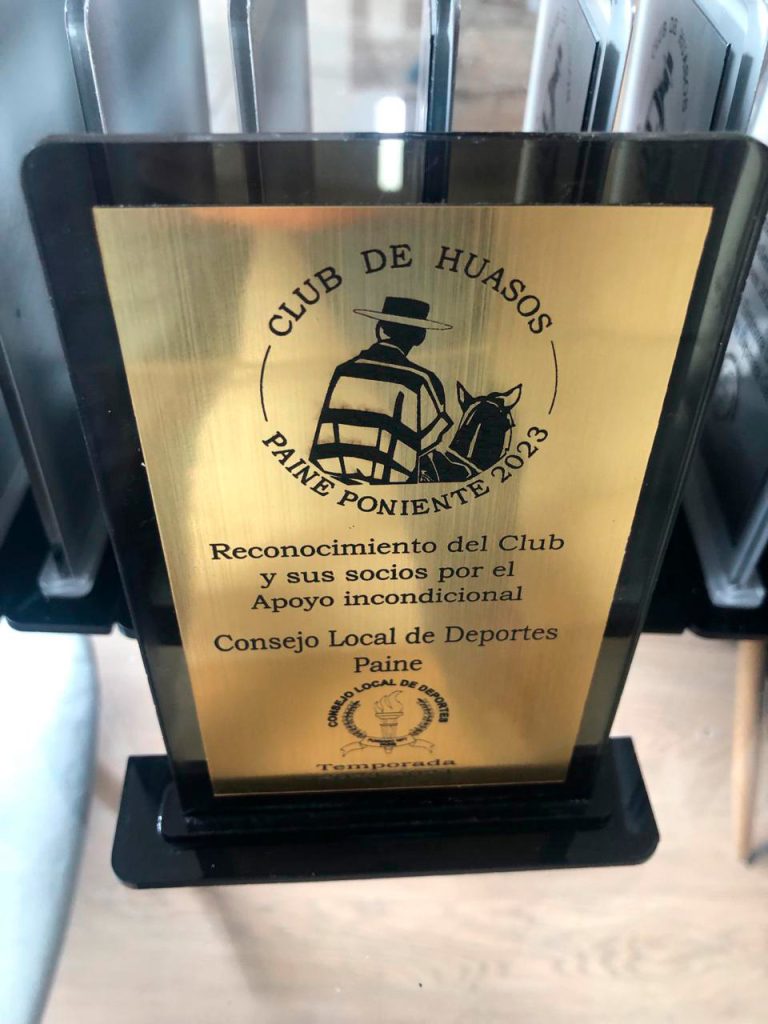 CLUB DE HUASOS
PAINE PONIENTE 2023
Reconocimiento del Club
y sus socios por el
Apoyo incondicional
Consejo Local de Deportes
Paine
CONSEJO LOCAL DE DEPORTES
Temporada